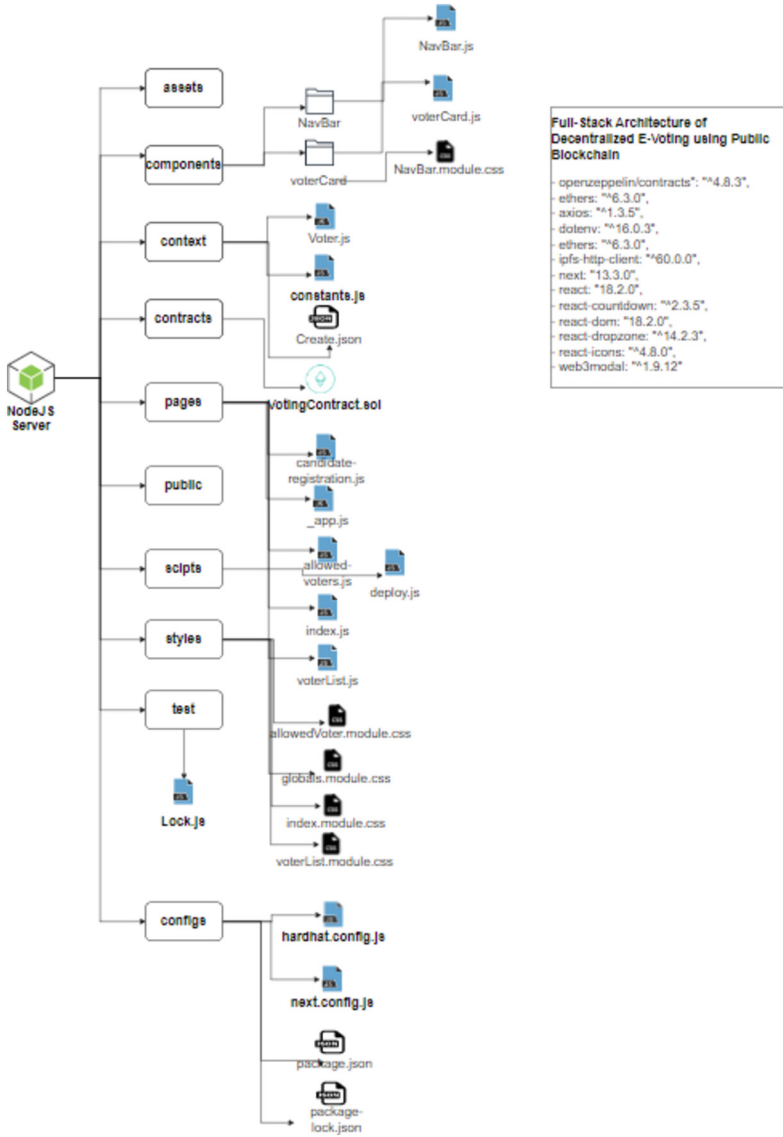 NavBar.js
assets
NavBar
voterCard.js
components
voterCard
NavBar.module.css
Full-Stack Architecture of
Decentralized E-Voting using Public
Blockchain
- openzeppelin/contracts": "^4.8.3",
- ethers: "^6.3.0",
- axios: "^1.3.5",
- dotenv: "^16.0.3",
- ethers: "^6.3.0",
- ipfs-http-client: "^60.0.0",
- next: "13.3.0",
- react: "18.2.0",
- react-countdown: "^2.3.5",
- react-dom: "18.2.0",
- react-dropzone: "^14.2.3",
- react-icons: "^4.8.0",
- web3modal: "^1.9.12"
context
Voter.js
constants.js
contracts
JSON
Create.json
NodeJS
Server
pages
VotingContract.sol
candidate-
registration.js
public
_app.js
scipts
allowed-
voters.js
deploy.js
styles
index.js
voterList.js
test
CSS
allowedVoter.module.css
CSS
globals.module.css
Lock.js
CSS
index.module.css
CSS
voterList.module.css
configs
hardhat.config.js
next.config.js
JSON
package.json
JSON
package-
lock.json